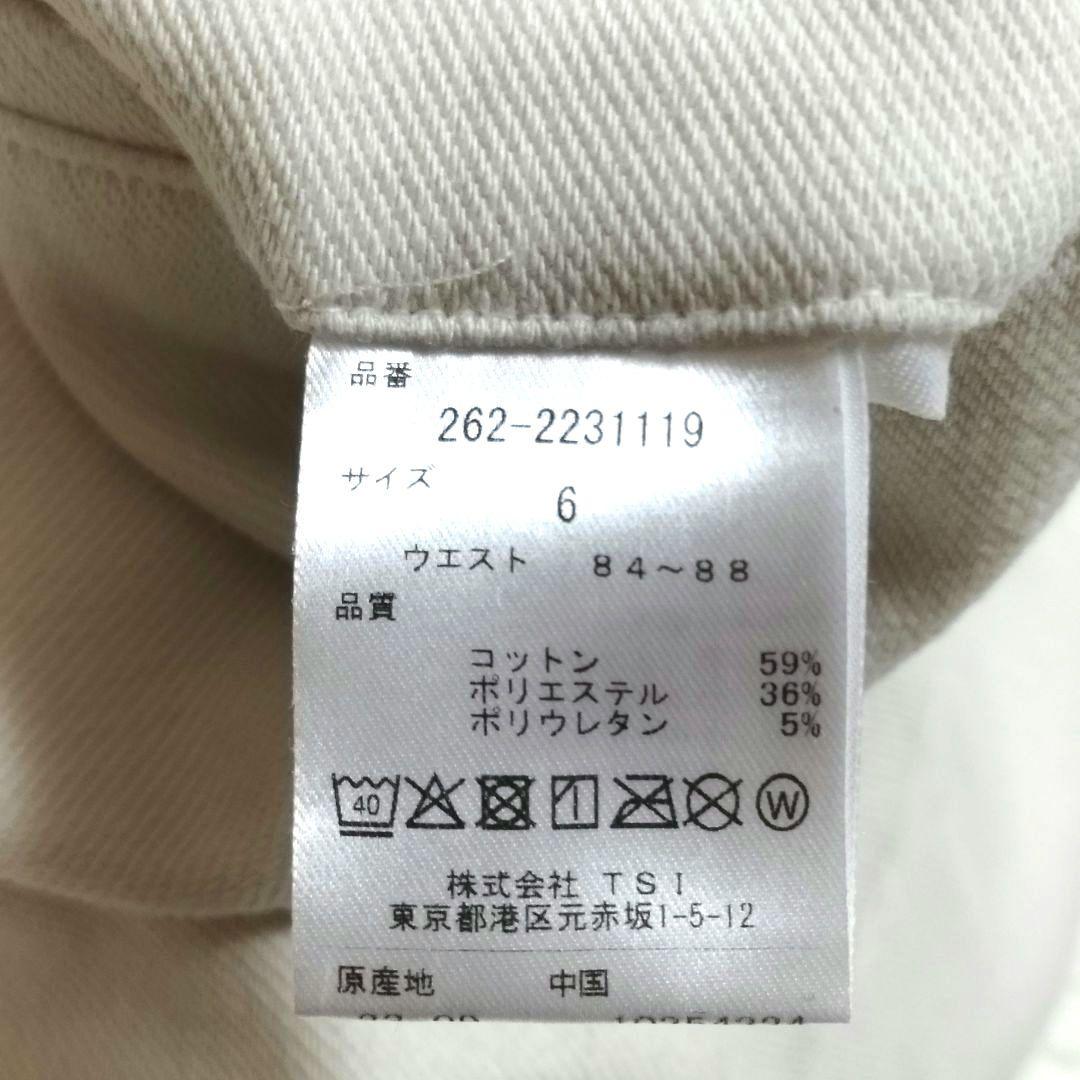 品番
262-2231119
サイズ
6
ウエスト 84～88
品質
コットン 59%
ポリエステル 36%
ポリウレタン 5%
40 W
株式会社 TSI
東京都港区元赤坂1-5-12
原産地 中国